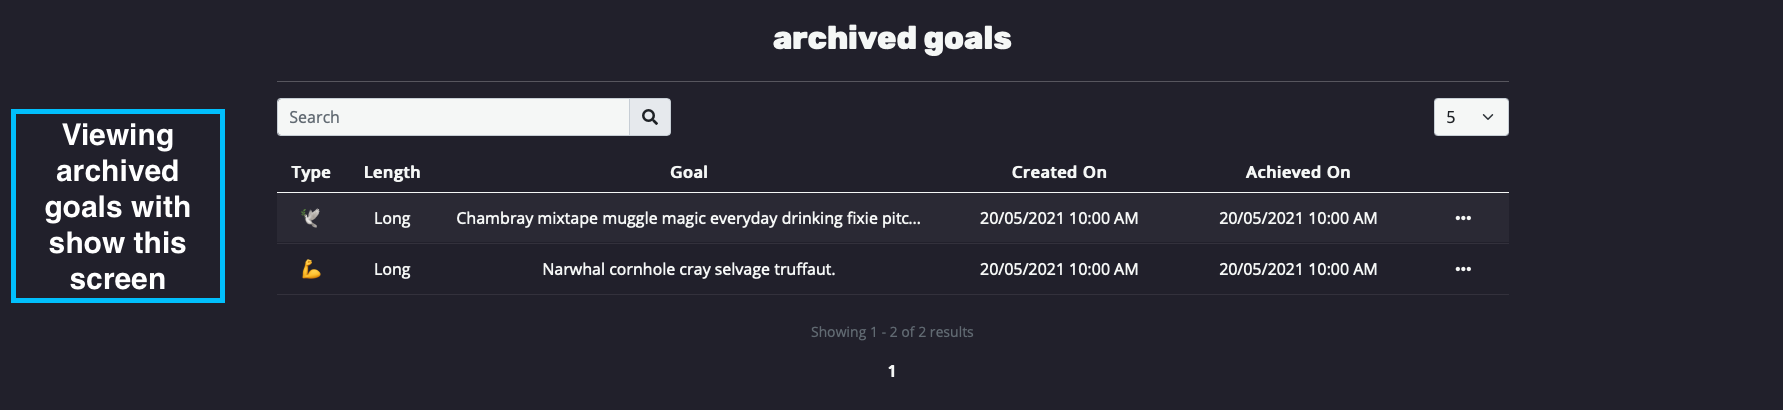 archived goals
Viewing
archived
goals with
show this
screen
Search
5
Type Length Goal Created On Achieved On
🕊️ Long Chambray mixtape muggle magic everyday drinking fixie pitc... 20/05/2021 10:00 AM 20/05/2021 10:00 AM •••
💪 Long Narwhal cornhole cray selvage truffaut. 20/05/2021 10:00 AM 20/05/2021 10:00 AM •••
Showing 1 - 2 of 2 results
1